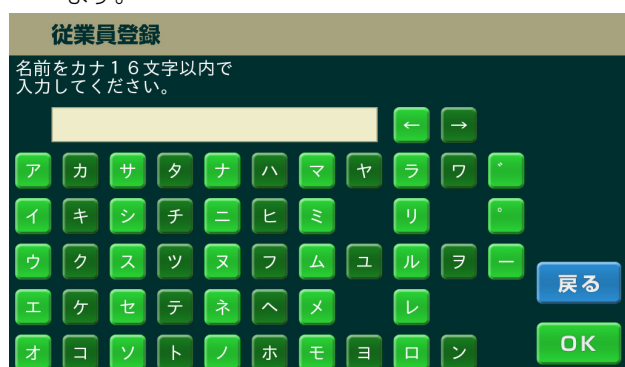 ます。
従業員登録
名前をカナ１６文字以内で
入力してください。
← →
ア カ サ タ ナ ハ マ ヤ ラ ワ ゛
イ キ シ チ ニ ヒ ミ リ ゜
ウ ク ス ツ ヌ フ ム ユ ル ヲ ー
エ ケ セ テ ネ ヘ メ レ
戻る
オ コ ソ ト ノ ホ モ ヨ ロ ン
OK